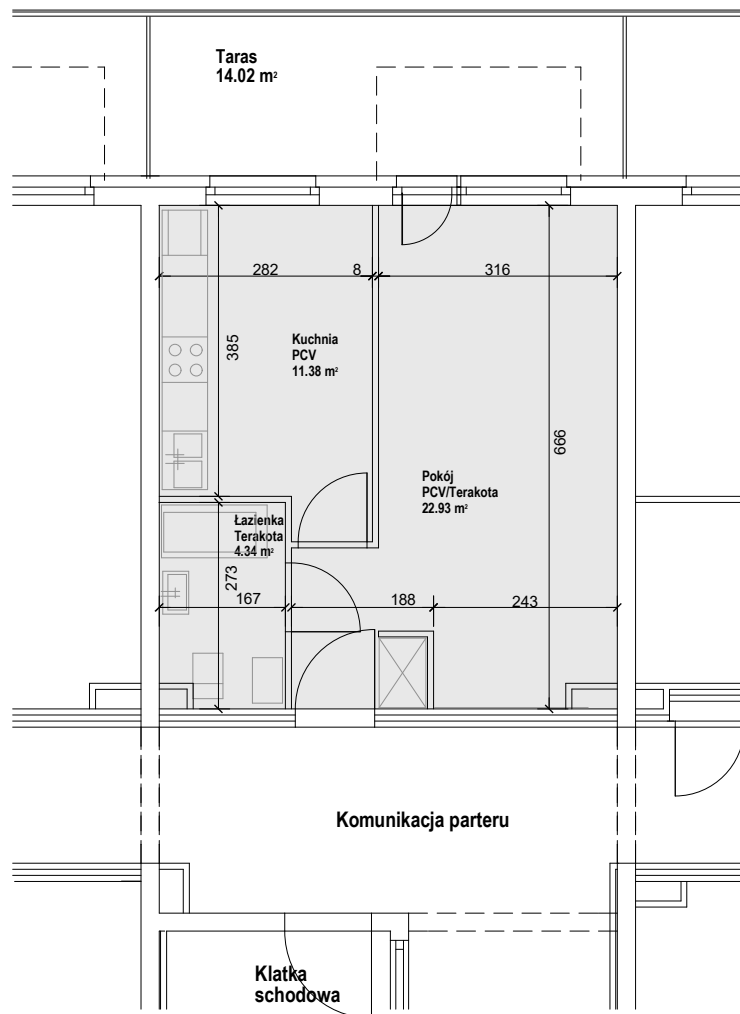 Taras
14.02 m²
282
8
316
385
Kuchnia
PCV
11.38 m²
666
Pokój
PCV/Terakota
22.93 m²
Łazienka
Terakota
4.34 m²
273
167
188
243
Komunikacja parteru
Klatka
schodowa